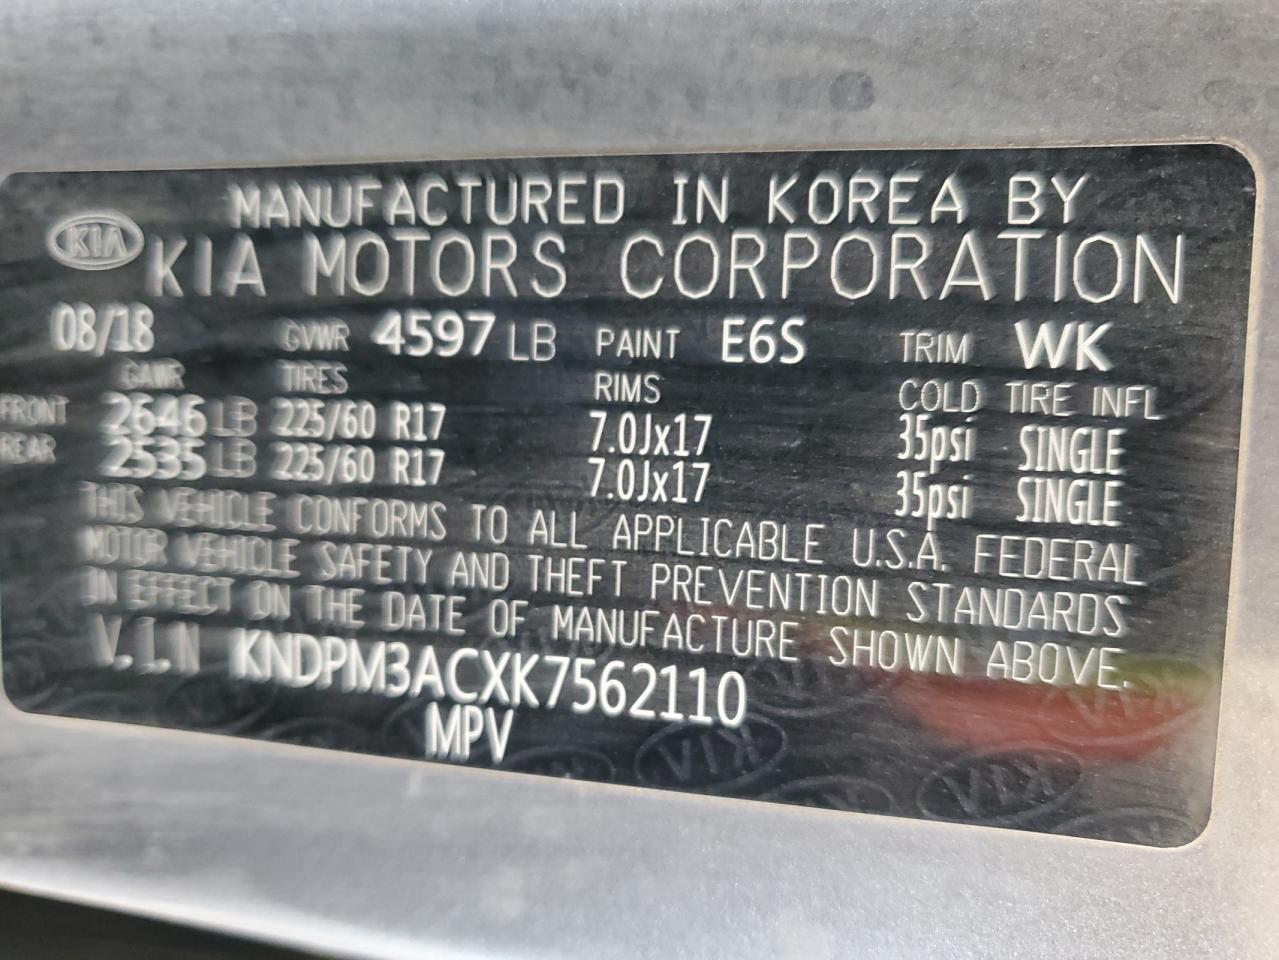 MANUFACTURED IN KOREA BY
KIA KIA MOTORS CORPORATION
08/18 GVWR 4597 LB PAINT E6S TRIM WK
GAWR TIRES RIMS COLD TIRE INFL
FRONT 2646 LB 225/60 R17 7.0Jx17 35psi SINGLE
REAR 2535 LB 225/60 R17 7.0Jx17 35psi SINGLE
THIS VEHICLE CONFORMS TO ALL APPLICABLE U.S.A. FEDERAL
MOTOR VEHICLE SAFETY AND THEFT PREVENTION STANDARDS
IN EFFECT ON THE DATE OF MANUFACTURE SHOWN ABOVE.
V.I.N KNDPM3ACXK7562110
MPV